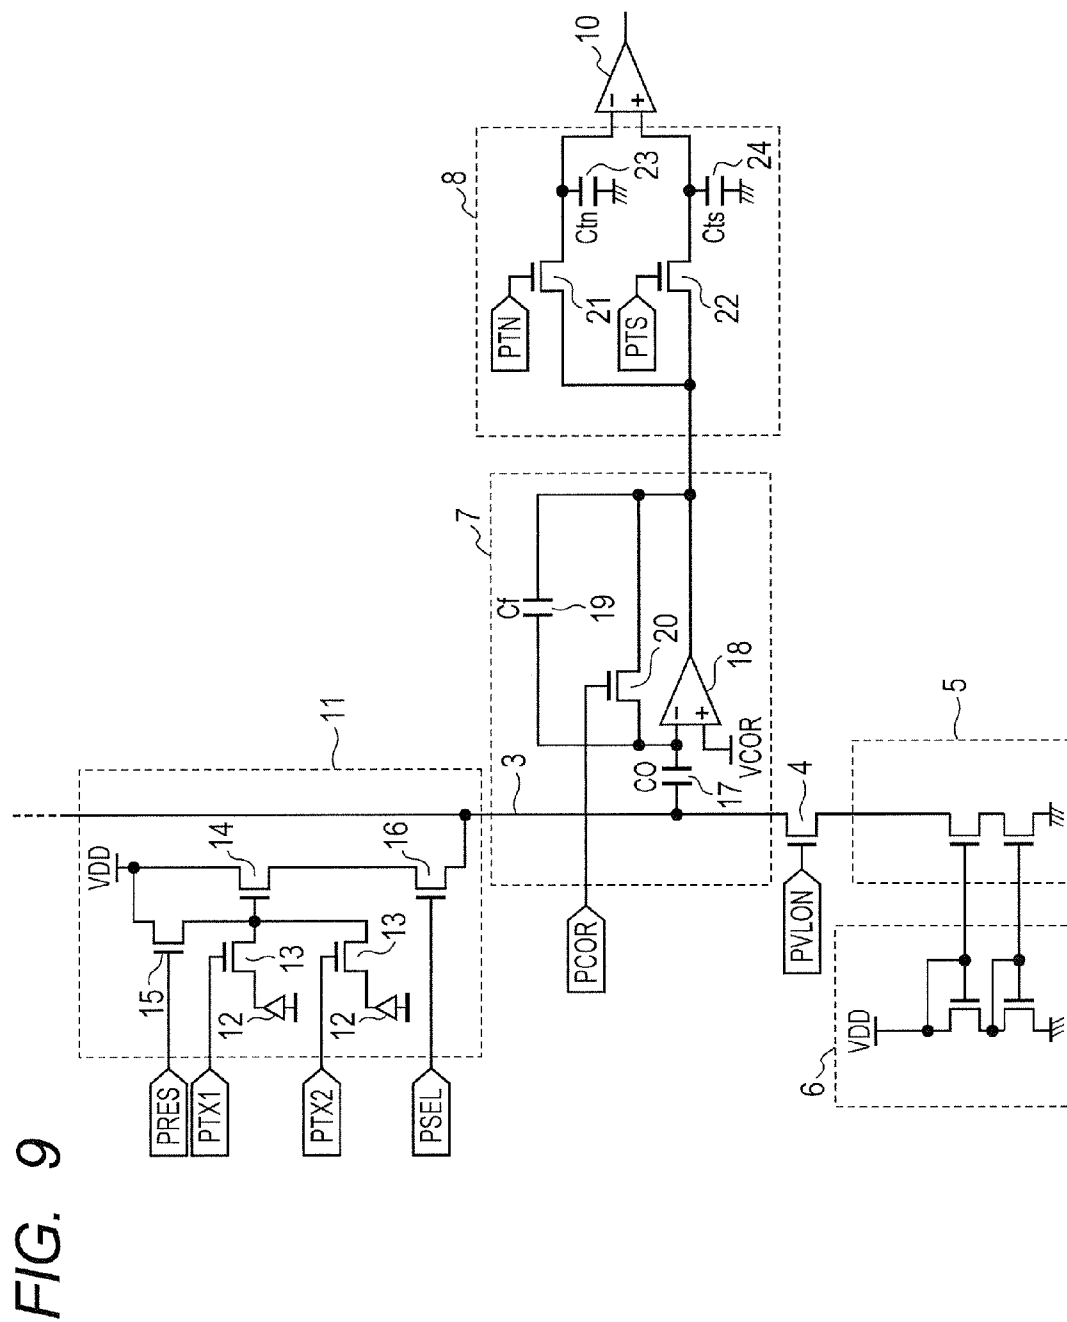 FIG. 9
PRES
PTX1
PTX2
PSEL
15
12
12
13
13
VDD
14
16
11
3
PCOR
7
Cf
19
20
18
CO
17
VCOR
8
PTN
PTS
21
22
Ctn
23
Cts
24
10
PVLON
4
5
6
VDD